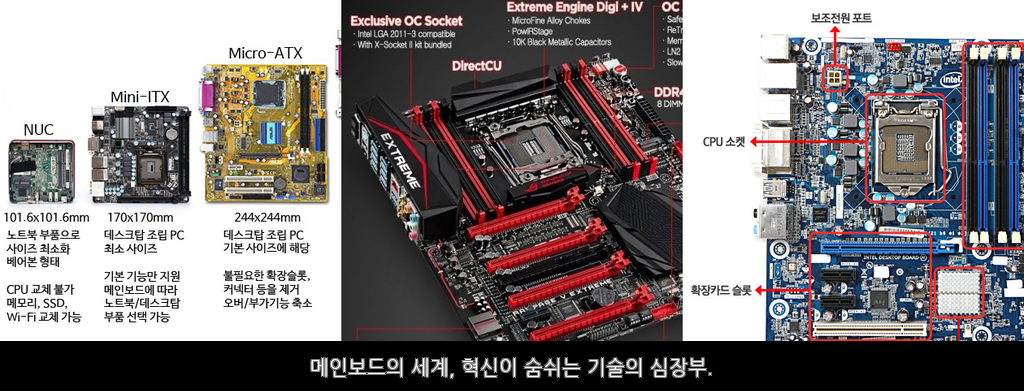 Micro-ATX
Mini-ITX
NUC
101.6x101.6mm
노트북 부품으로
사이즈 최소화
베어본 형태
CPU 교체 불가
메모리, SSD,
Wi-Fi 교체 가능
170x170mm
데스크탑 조립 PC
최소 사이즈
기본 기능만 지원
메인보드에 따라
노트북/데스크탑
부품 선택 가능
244x244mm
데스크탑 조립 PC
기본 사이즈에 해당
불필요한 확장슬롯,
커넥터 등을 제거
오버/부가기능 축소
Exclusive OC Socket
· Intel LGA 2011-3 compatible
· With X-Socket II kit bundled
Extreme Engine Digi + IV
· MicroFine Alloy Chokes
· PowIRStage
· 10K Black Metallic Capacitors
OC
· Safe
· ReTr
· Mem
· LN2
· Slow
DirectCU
DDR4
8 DIMM
EXTREME
RAMPAGE V EXTREME
보조전원 포트
intel
CPU 소켓
INTEL DESKTOP BOARD
확장카드 슬롯
메인보드의 세계, 혁신이 숨쉬는 기술의 심장부.